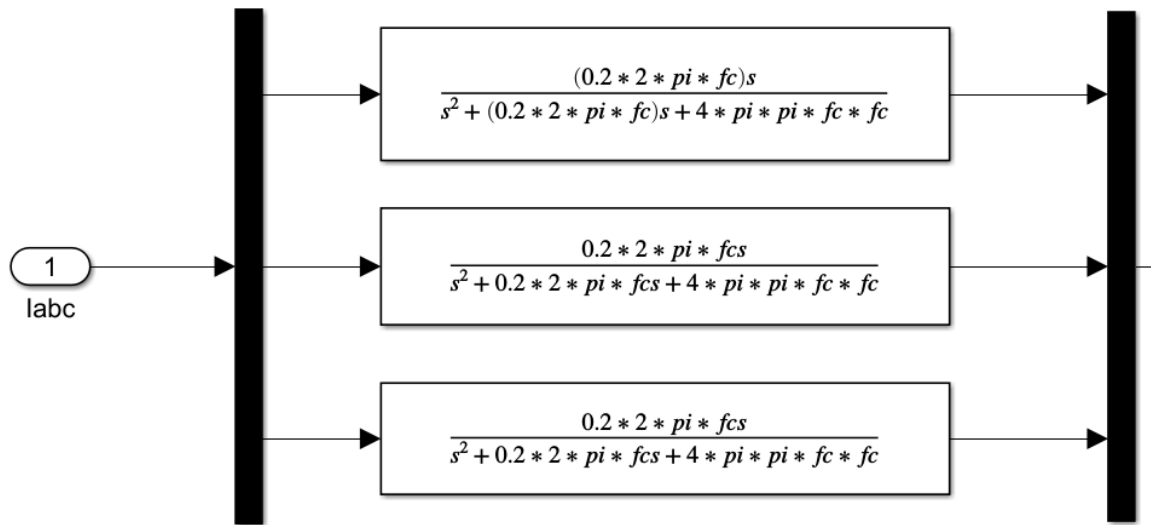 (0.2 * 2 * pi * fc)s
s² + (0.2 * 2 * pi * fc)s + 4 * pi * pi * fc * fc
0.2 * 2 * pi * fcs
s² + 0.2 * 2 * pi * fcs + 4 * pi * pi * fc * fc
1
Iabc
0.2 * 2 * pi * fcs
s² + 0.2 * 2 * pi * fcs + 4 * pi * pi * fc * fc